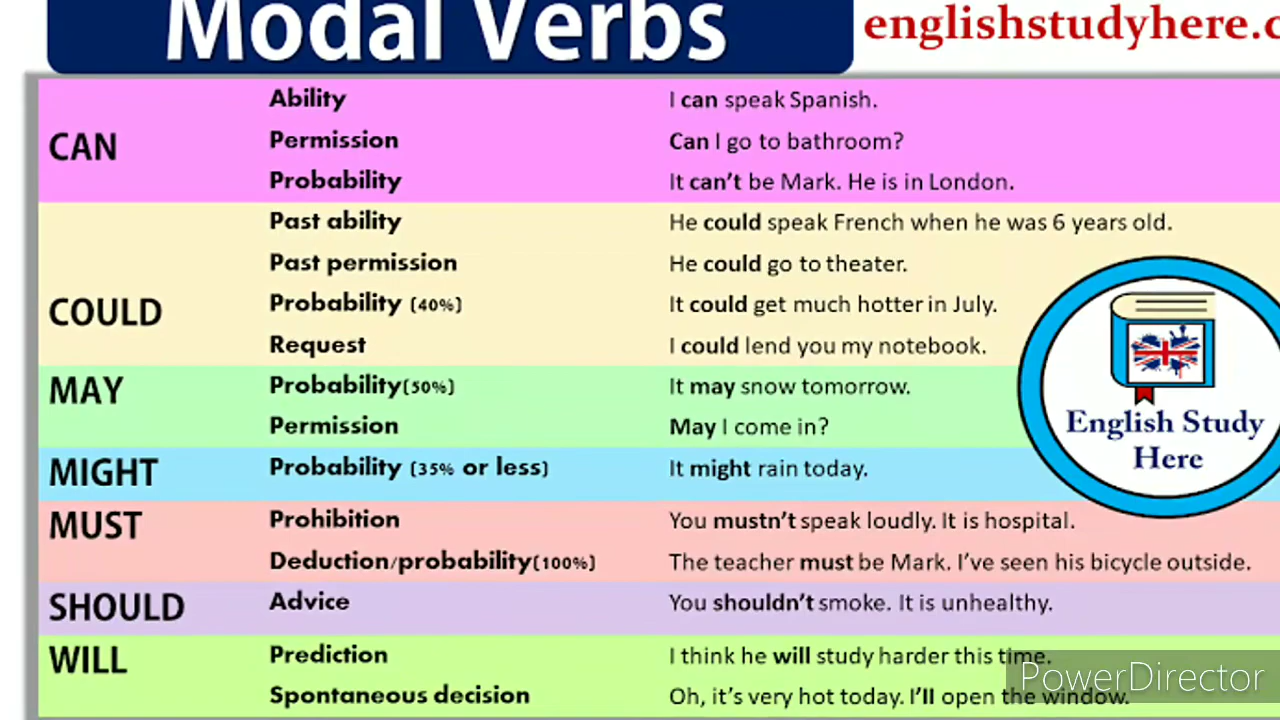 Modal Verbs
englishstudyhere.c
CAN
Ability I can speak Spanish.
Permission Can I go to bathroom?
Probability It can't be Mark. He is in London.
COULD
Past ability He could speak French when he was 6 years old.
Past permission He could go to theater.
Probability (40%) It could get much hotter in July.
Request I could lend you my notebook.
MAY
Probability(50%) It may snow tomorrow.
Permission May I come in?
MIGHT Probability (35% or less) It might rain today.
MUST
Prohibition You mustn't speak loudly. It is hospital.
Deduction/probability(100%) The teacher must be Mark. I've seen his bicycle outside.
SHOULD Advice You shouldn't smoke. It is unhealthy.
WILL
Prediction I think he will study harder this time.
Spontaneous decision Oh, it's very hot today. I'll open the window.
English Study
Here
PowerDirector